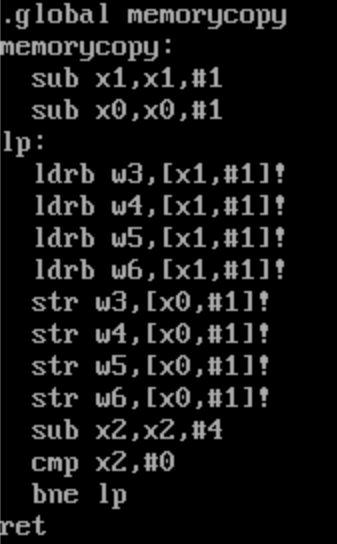 .global memorycopy
memorycopy:
  sub x1,x1,#1
  sub x0,x0,#1
lp:
  ldrb w3,[x1,#1]!
  ldrb w4,[x1,#1]!
  ldrb w5,[x1,#1]!
  ldrb w6,[x1,#1]!
  str w3,[x0,#1]!
  str w4,[x0,#1]!
  str w5,[x0,#1]!
  str w6,[x0,#1]!
  sub x2,x2,#4
  cmp x2,#0
  bne lp
ret